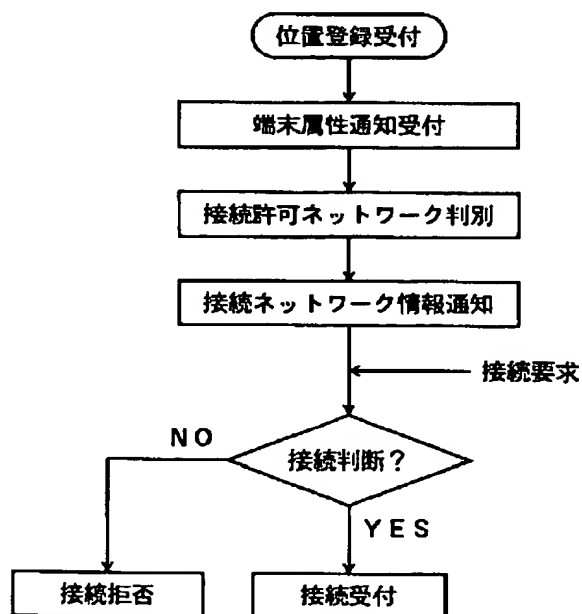 位置登録受付
端末属性通知受付
接続許可ネットワーク判別
接続ネットワーク情報通知
接続要求
接続判断？
NO
YES
接続拒否
接続受付